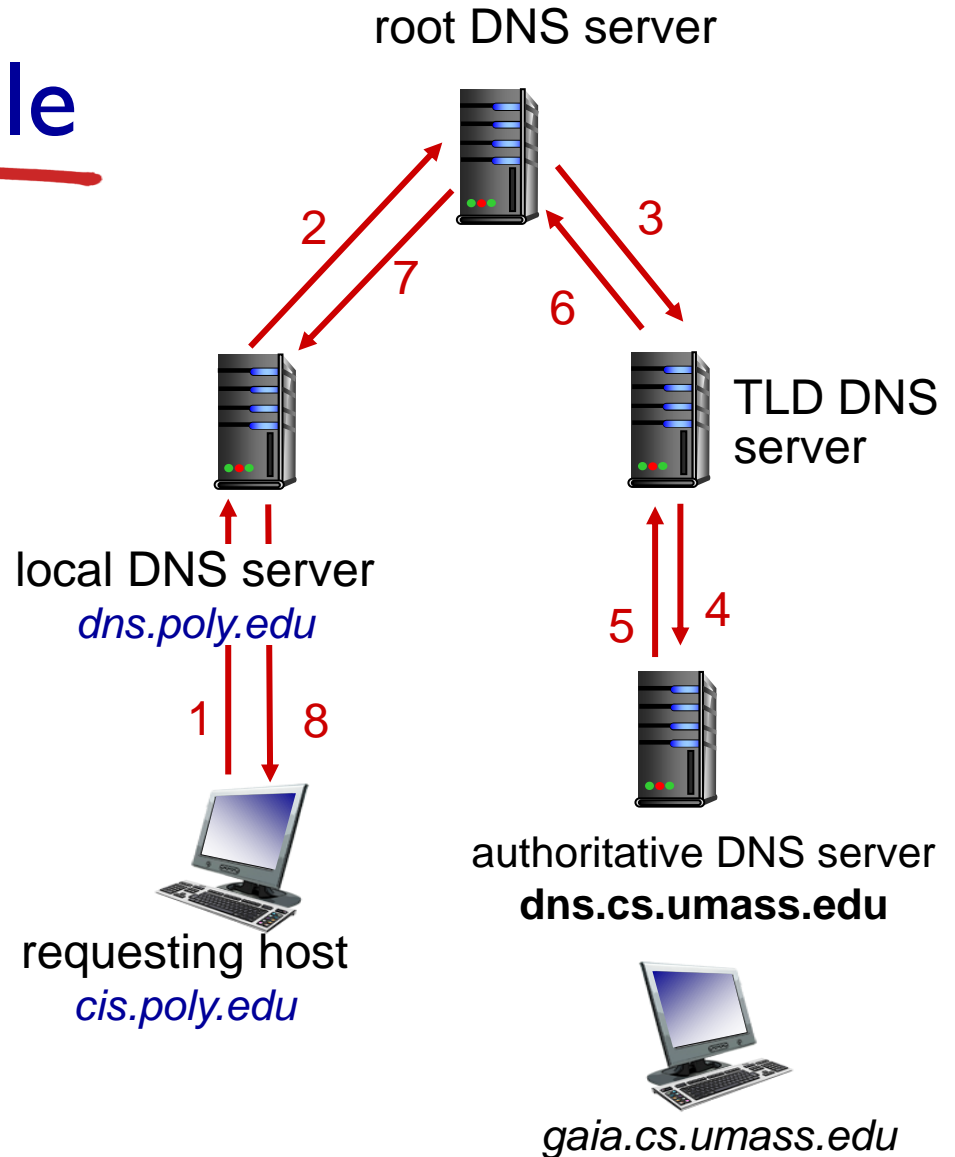 root DNS server
le
2
3
7
6
TLD DNS
server
local DNS server
dns.poly.edu
5
4
1
8
authoritative DNS server
dns.cs.umass.edu
requesting host
cis.poly.edu
gaia.cs.umass.edu